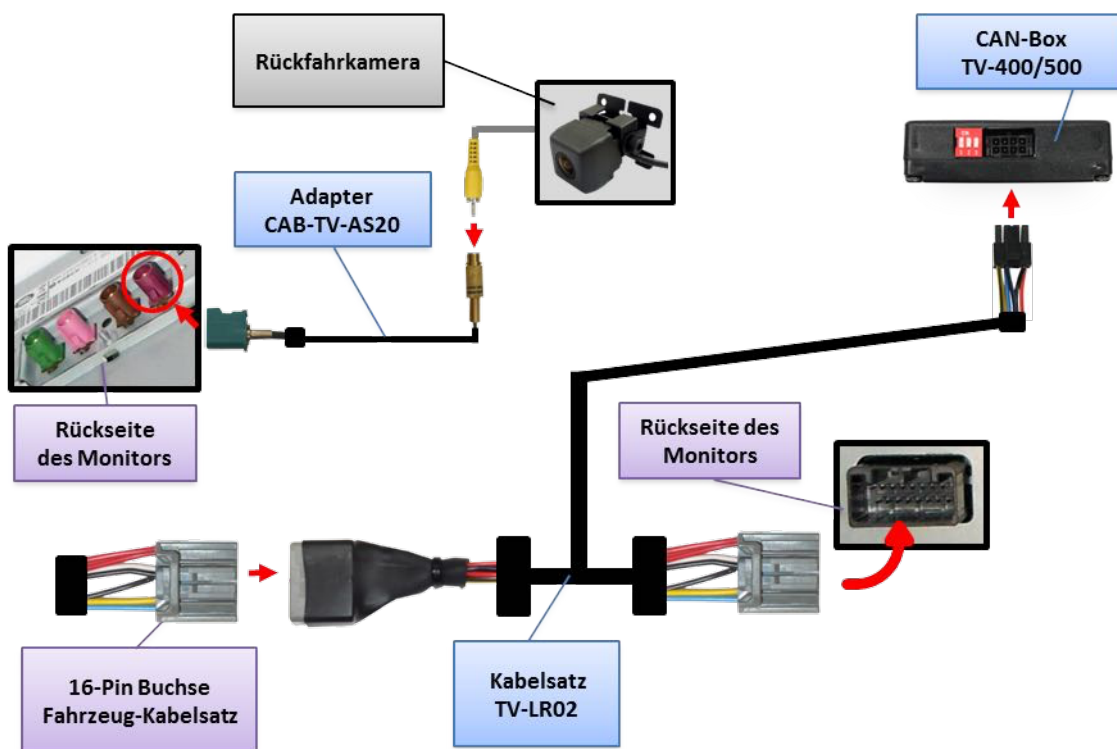 Rückfahrkamera
CAN-Box
TV-400/500
Adapter
CAB-TV-AS20
Rückseite
des Monitors
Rückseite des
Monitors
16-Pin Buchse
Fahrzeug-Kabelsatz
Kabelsatz
TV-LR02